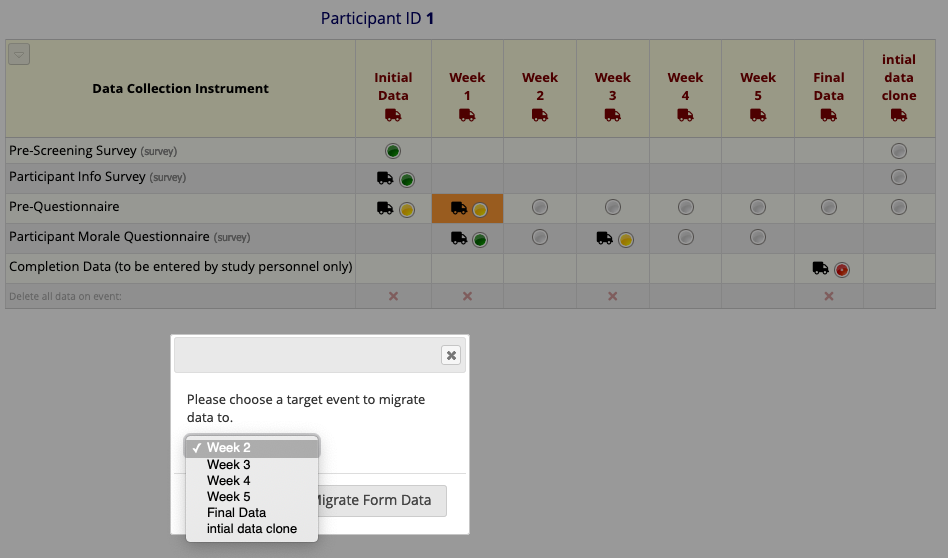 Participant ID 1
Data Collection Instrument
Initial Data
Week 1
Week 2
Week 3
Week 4
Week 5
Final Data
intial data clone
Pre-Screening Survey (survey)
Participant Info Survey (survey)
Pre-Questionnaire
Participant Morale Questionnaire (survey)
Completion Data (to be entered by study personnel only)
Delete all data on event:
Please choose a target event to migrate
data to.
✓ Week 2
Week 3
Week 4
Week 5
Final Data
intial data clone
Migrate Form Data